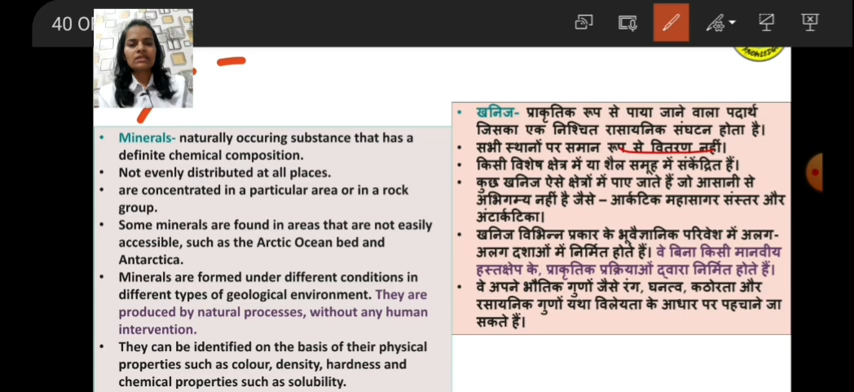 40 O
KNOWLEDGE
Minerals- naturally occuring substance that has a
definite chemical composition.
• Not evenly distributed at all places.
• are concentrated in a particular area or in a rock
group.
• Some minerals are found in areas that are not easily
accessible, such as the Arctic Ocean bed and
Antarctica.
• Minerals are formed under different conditions in
different types of geological environment. They are
produced by natural processes, without any human
intervention.
• They can be identified on the basis of their physical
properties such as colour, density, hardness and
chemical properties such as solubility.
• खनिज- प्राकृतिक रूप से पाया जाने वाला पदार्थ
जिसका एक निश्चित रासायनिक संघटन होता है।
• सभी स्थानों पर समान रूप से वितरण नहीं।
• किसी विशेष क्षेत्र में या शैल समूह में संकेंद्रित हैं।
• कुछ खनिज ऐसे क्षेत्रों में पाए जाते हैं जो आसानी से
अभिगम्य नहीं है जैसे – आर्कटिक महासागर संस्तर और
अंटार्कटिका।
• खनिज विभिन्न प्रकार के भूवैज्ञानिक परिवेश में अलग-
अलग दशाओं में निर्मित होते हैं। वे बिना किसी मानवीय
हस्तक्षेप के, प्राकृतिक प्रक्रियाओं द्वारा निर्मित होते हैं।
• वे अपने भौतिक गुणों जैसे रंग, घनत्व, कठोरता और
रसायनिक गुणों यथा विलेयता के आधार पर पहचाने जा
सकते हैं।